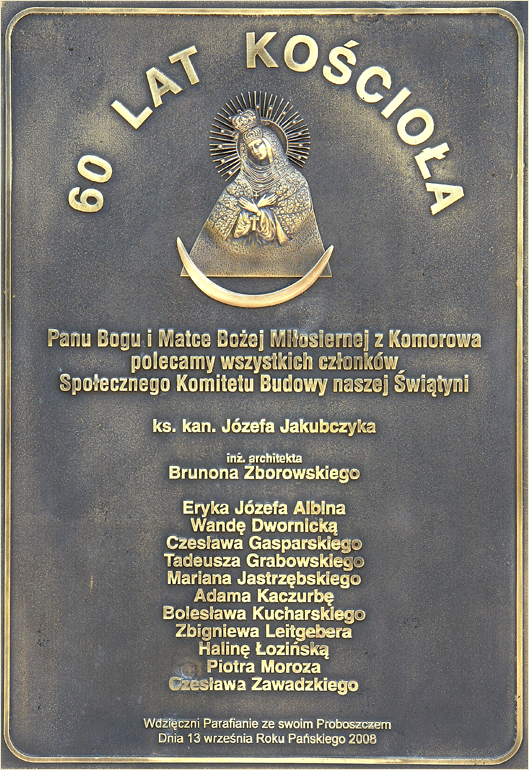 60 LAT KOŚCIOŁA
Panu Bogu i Matce Bożej Miłosiernej z Komorowa
polecamy wszystkich członków
Społecznego Komitetu Budowy naszej Świątyni
ks. kan. Józefa Jakubczyka
inż. architekta
Brunona Zborowskiego
Eryka Józefa Albina
Wandę Dwornicką
Czesława Gasparskiego
Tadeusza Grabowskiego
Mariana Jastrzębskiego
Adama Kaczurbę
Bolesława Kucharskiego
Zbigniewa Leitgebera
Halinę Łozińską
Piotra Moroza
Czesława Zawadzkiego
Wdzięczni Parafianie ze swoim Proboszczem
Dnia 13 września Roku Pańskiego 2008